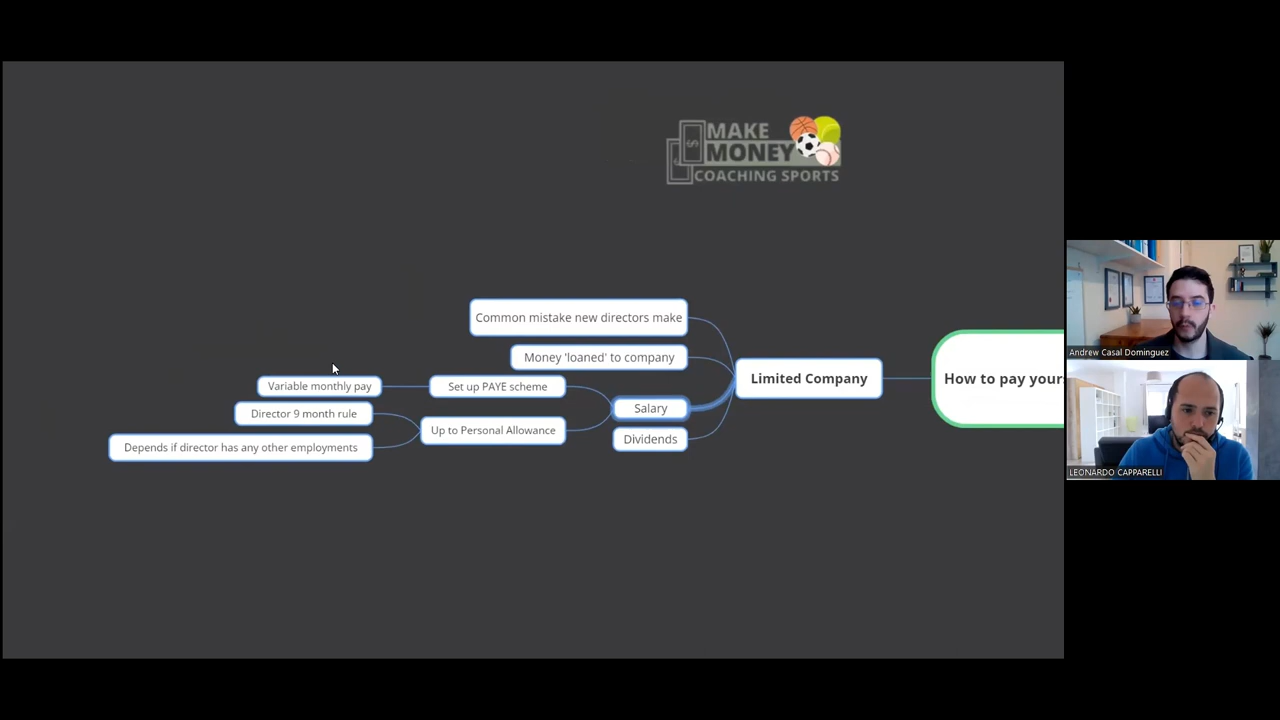 MAKE
MONEY
COACHING SPORTS
Common mistake new directors make
Money 'loaned' to company
Variable monthly pay
Set up PAYE scheme
Director 9 month rule
Up to Personal Allowance
Depends if director has any other employments
Salary
Dividends
Limited Company
How to pay your
Andrew Casal Dominguez
LEONARDO CAPPARELLI